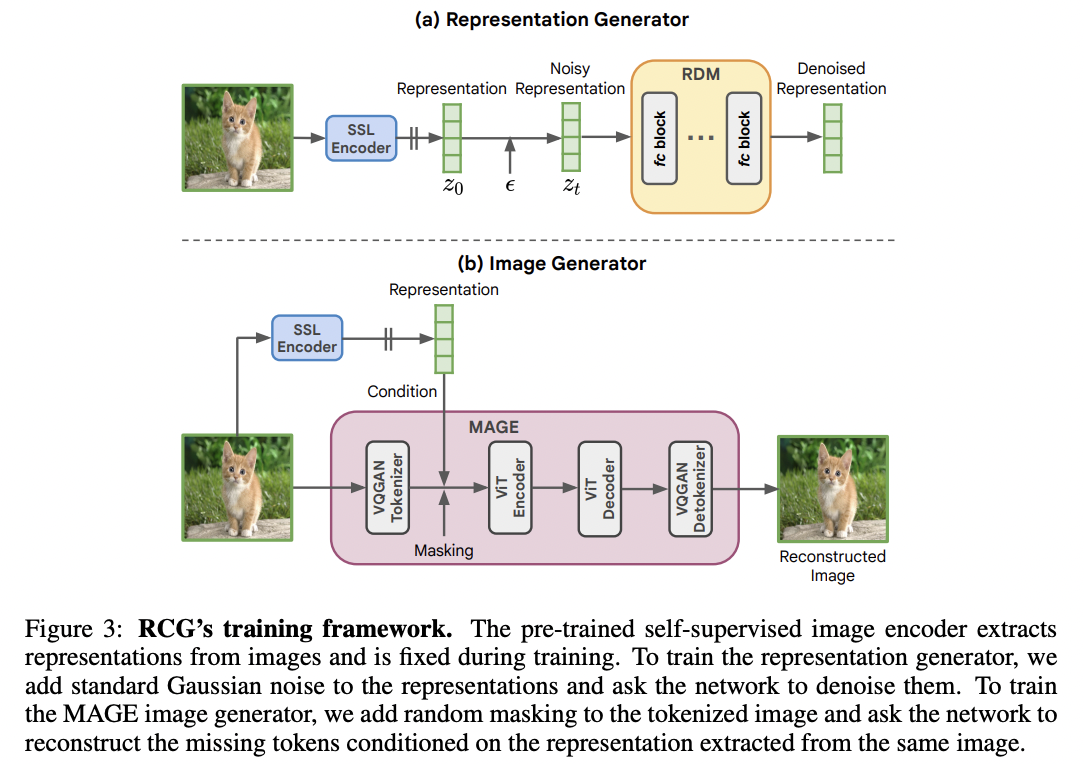 (a) Representation Generator
Representation
Noisy
Representation
RDM
Denoised
Representation
SSL
Encoder
fc block
...
fc block
z₀
ϵ
zₜ
(b) Image Generator
Representation
SSL
Encoder
Condition
MAGE
VQGAN
Tokenizer
ViT
Encoder
ViT
Decoder
VQGAN
Detokenizer
Masking
Reconstructed
Image
Figure 3: RCG's training framework. The pre-trained self-supervised image encoder extracts
representations from images and is fixed during training. To train the representation generator, we
add standard Gaussian noise to the representations and ask the network to denoise them. To train
the MAGE image generator, we add random masking to the tokenized image and ask the network to
reconstruct the missing tokens conditioned on the representation extracted from the same image.